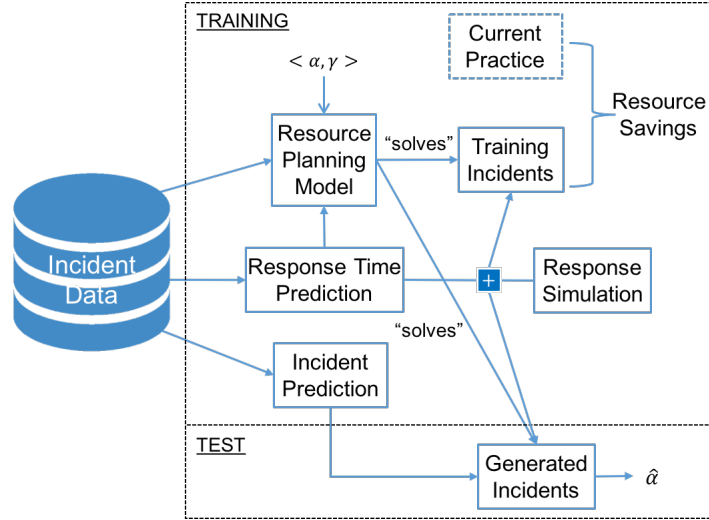 TRAINING
Current
Practice
< α, γ >
Resource
Savings
Resource
Planning
Model
“solves”
Training
Incidents
Incident
Data
Response Time
Prediction
+
Response
Simulation
“solves”
Incident
Prediction
TEST
Generated
Incidents
α̂